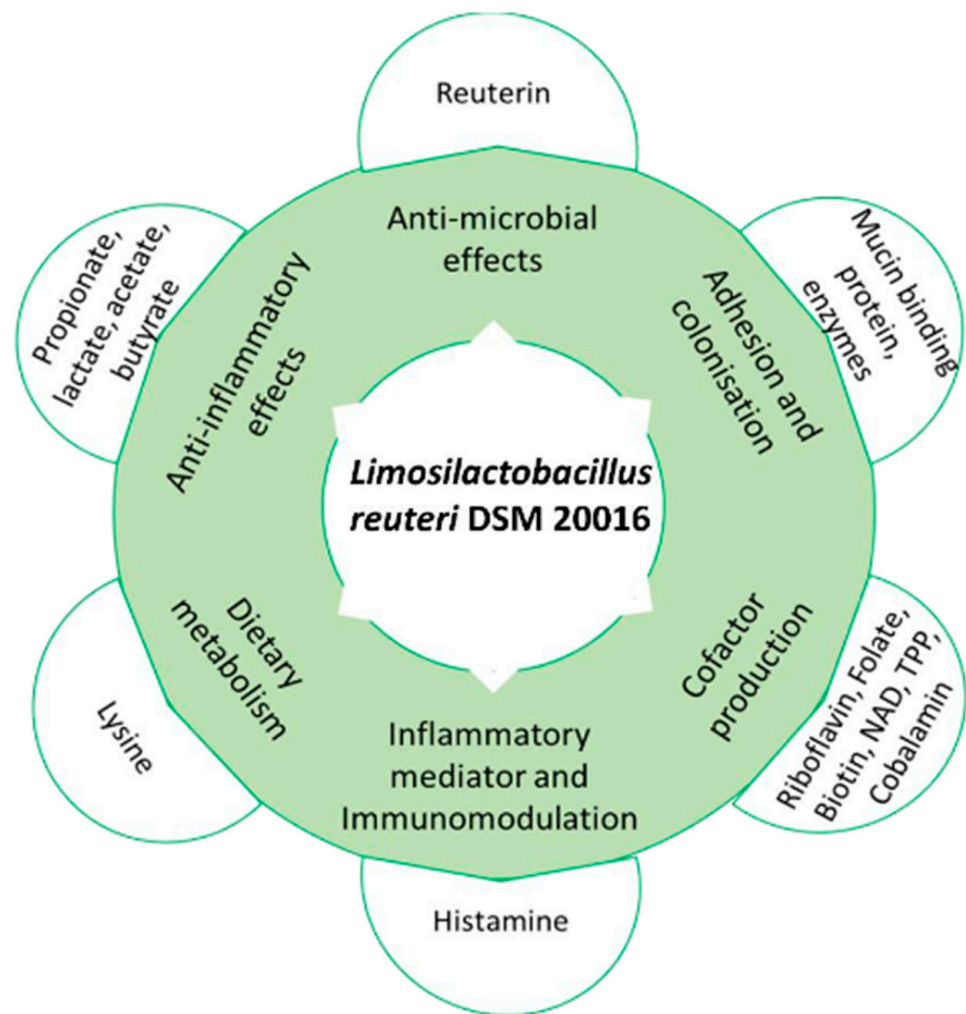 Reuterin
Anti-microbial
effects
Mucin binding
protein,
enzymes
Adhesion and
colonisation
Riboflavin, Folate,
Biotin, NAD, TPP,
Cobalamin
Cofactor
production
Inflammatory
mediator and
Immunomodulation
Histamine
Dietary
metabolism
Lysine
Anti-inflammatory
effects
Propionate,
lactate, acetate,
butyrate
Limosilactobacillus
reuteri DSM 20016